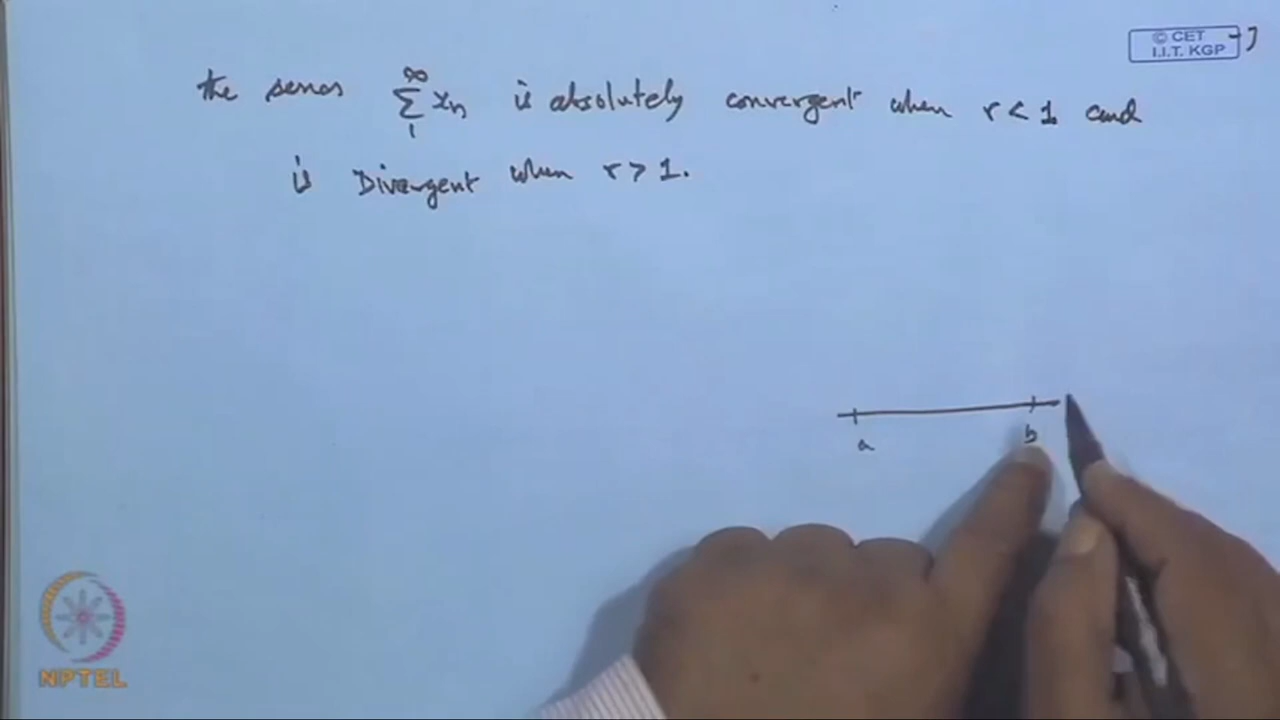 © CET
I.I.T. KGP
the series ∞∑1 xn is absolutely convergent when r < 1 and
is Divergent when r > 1.
a b
NPTEL